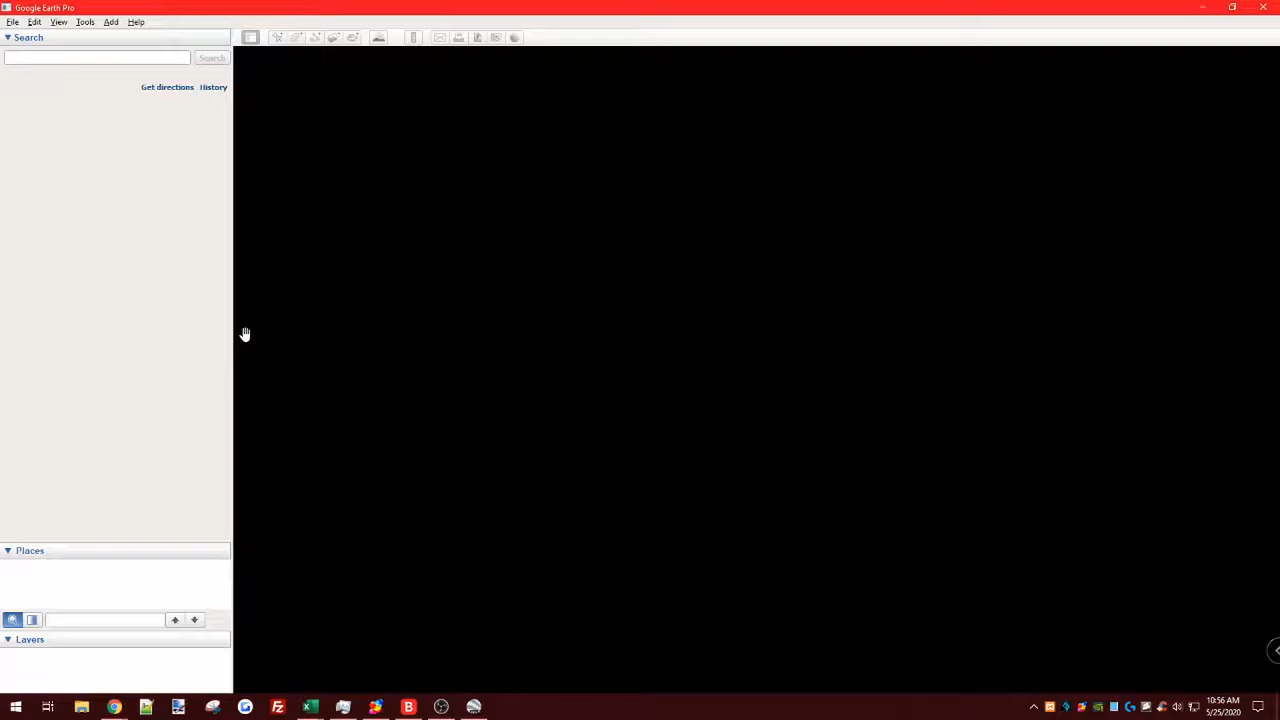 Google Earth Pro
File Edit View Tools Add Help
Search
Search
Get directions History
Places
Layers
10:56 AM
5/25/2020